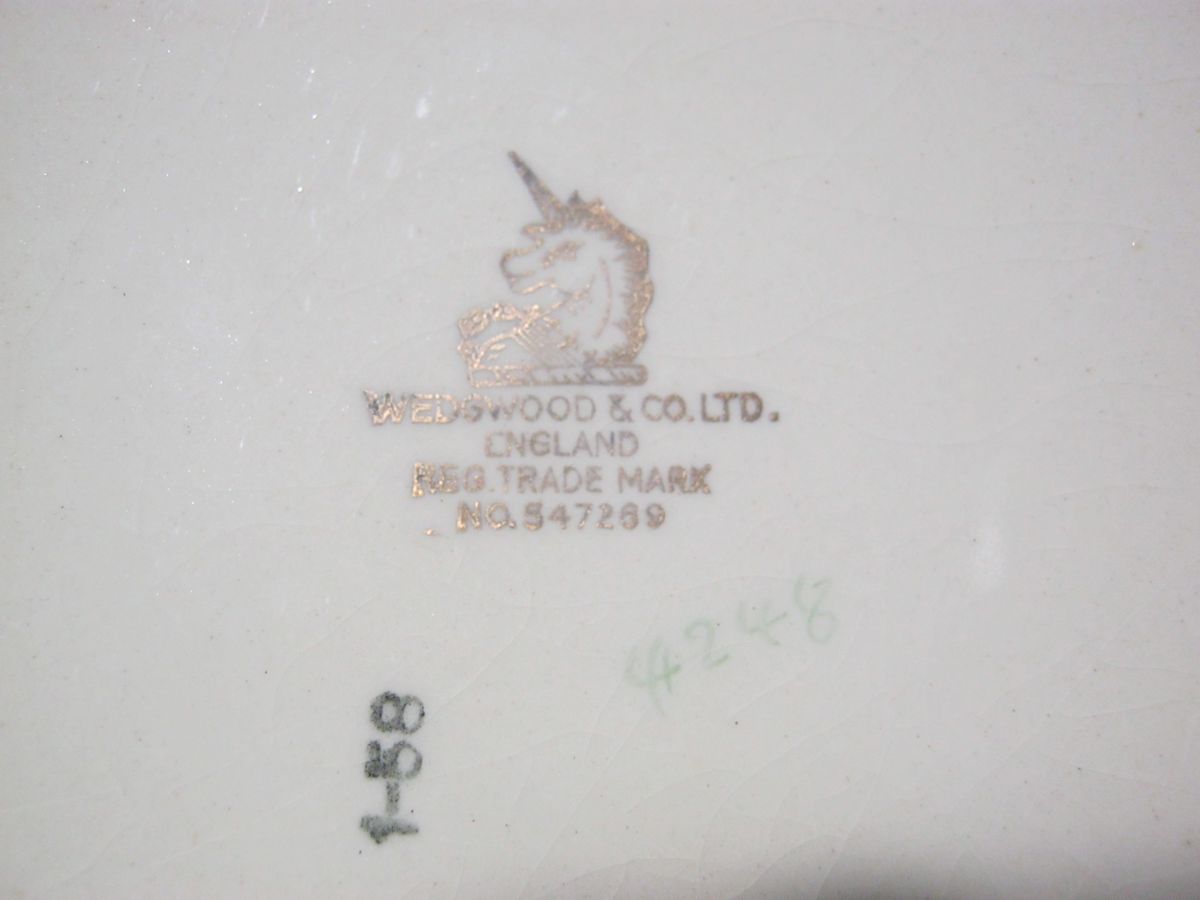 WEDGWOOD & CO. LTD.
ENGLAND
REG. TRADE MARK
NO. 547269
4248
1-58